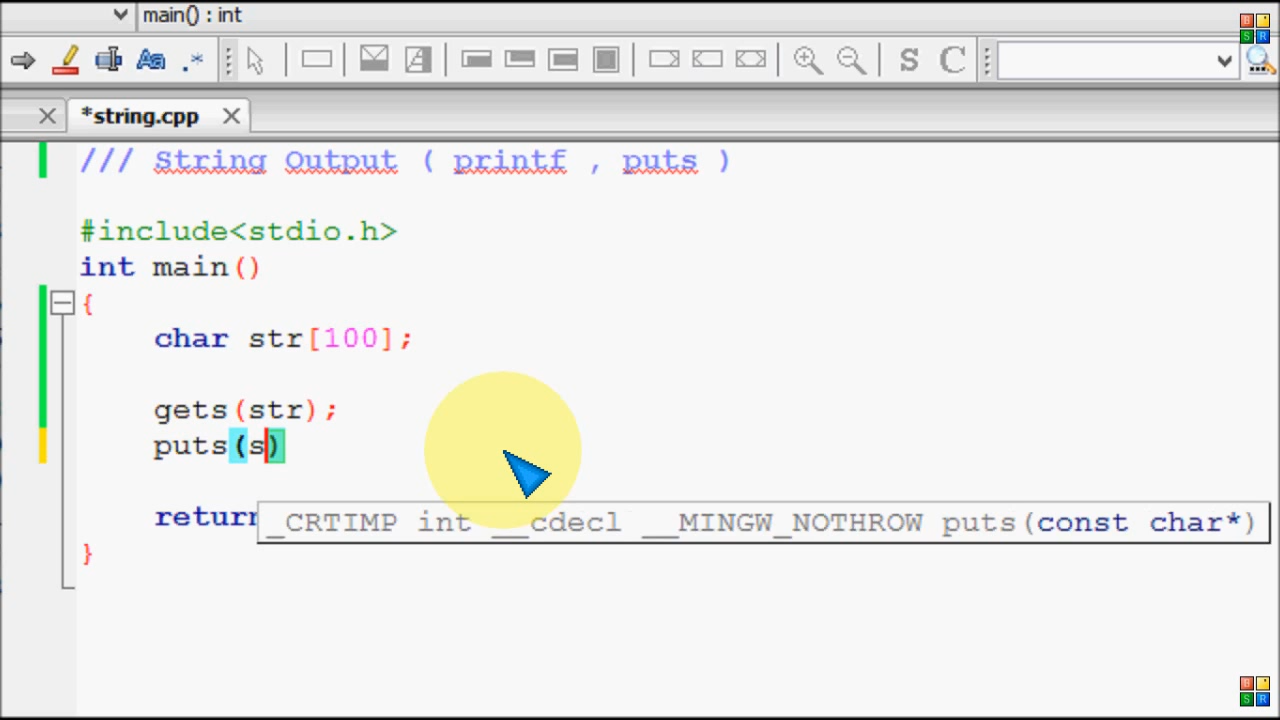 main() : int
Aa .* S C
*string.cpp
/// String Output ( printf , puts )
#include<stdio.h>
int main()
{
char str[100];
gets(str);
puts(s)
return
_CRTIMP int __cdecl __MINGW_NOTHROW puts(const char*)
}
B S R
B S R